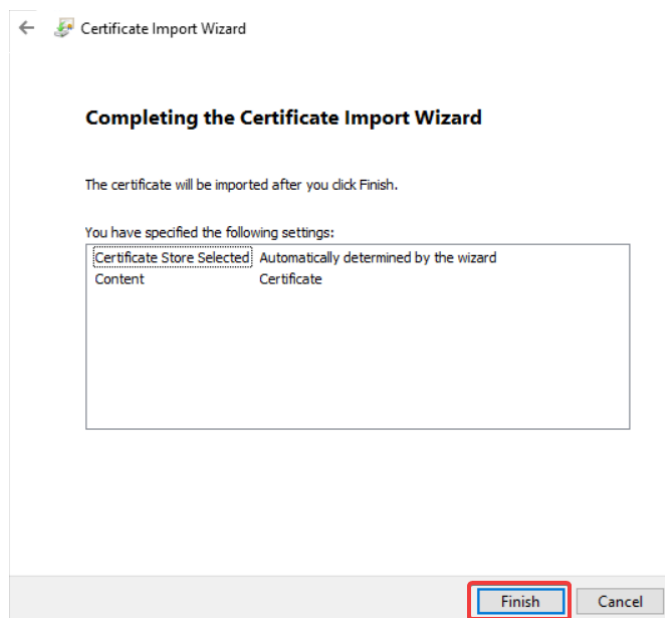 Certificate Import Wizard
Completing the Certificate Import Wizard
The certificate will be imported after you click Finish.
You have specified the following settings:
Certificate Store Selected Automatically determined by the wizard
Content Certificate
Finish Cancel